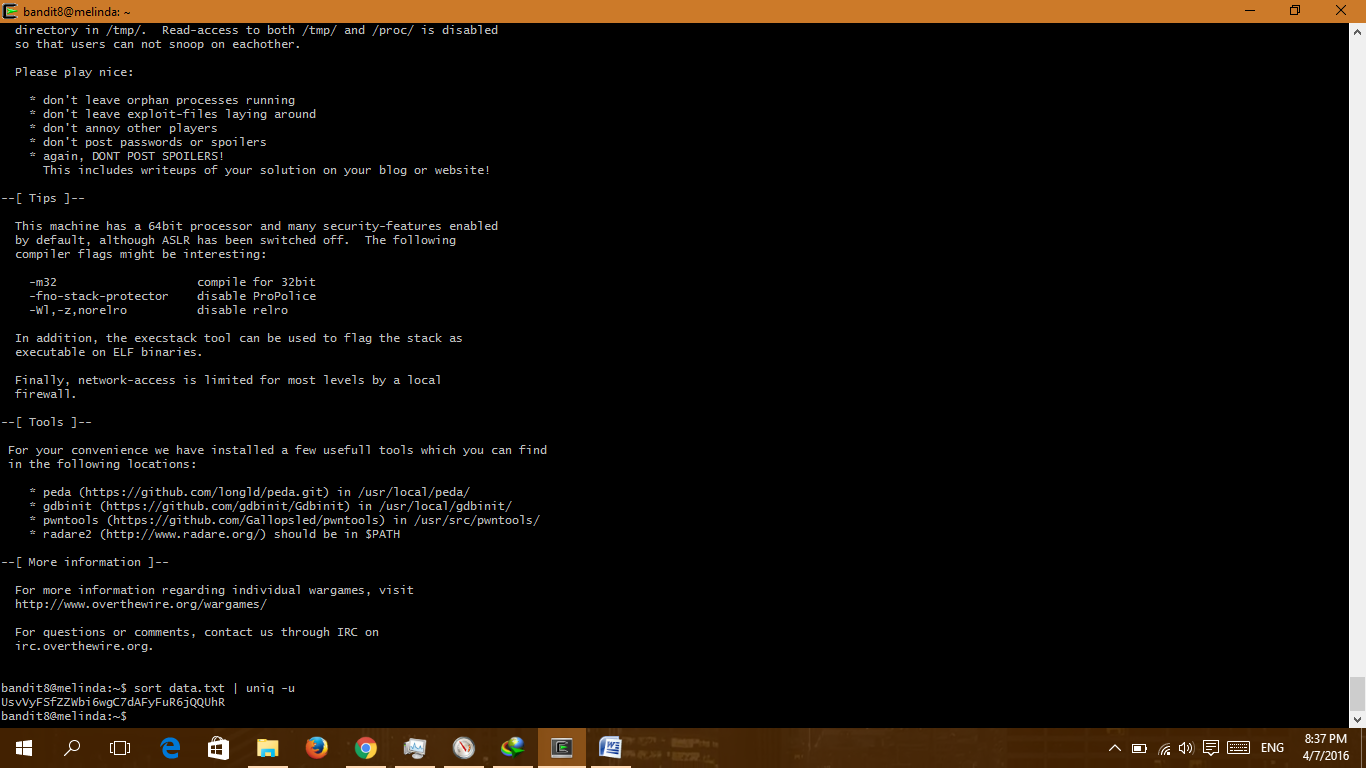 bandit8@melinda: ~
directory in /tmp/.  Read-access to both /tmp/ and /proc/ is disabled
so that users can not snoop on eachother.
Please play nice:
* don't leave orphan processes running
* don't leave exploit-files laying around
* don't annoy other players
* don't post passwords or spoilers
* again, DONT POST SPOILERS!
This includes writeups of your solution on your blog or website!
--[ Tips ]--
This machine has a 64bit processor and many security-features enabled
by default, although ASLR has been switched off.  The following
compiler flags might be interesting:
-m32                    compile for 32bit
-fno-stack-protector    disable ProPolice
-Wl,-z,norelro          disable relro
In addition, the execstack tool can be used to flag the stack as
executable on ELF binaries.
Finally, network-access is limited for most levels by a local
firewall.
--[ Tools ]--
For your convenience we have installed a few usefull tools which you can find
in the following locations:
* peda (https://github.com/longld/peda.git) in /usr/local/peda/
* gdbinit (https://github.com/gdbinit/Gdbinit) in /usr/local/gdbinit/
* pwntools (https://github.com/Gallopsled/pwntools) in /usr/src/pwntools/
* radare2 (http://www.radare.org/) should be in $PATH
--[ More information ]--
For more information regarding individual wargames, visit
http://www.overthewire.org/wargames/
For questions or comments, contact us through IRC on
irc.overthewire.org.
bandit8@melinda:~$ sort data.txt | uniq -u
UsvVyFSfZZWbi6wgC7dAFyFuR6jQQUhR
bandit8@melinda:~$
ENG
8:37 PM
4/7/2016